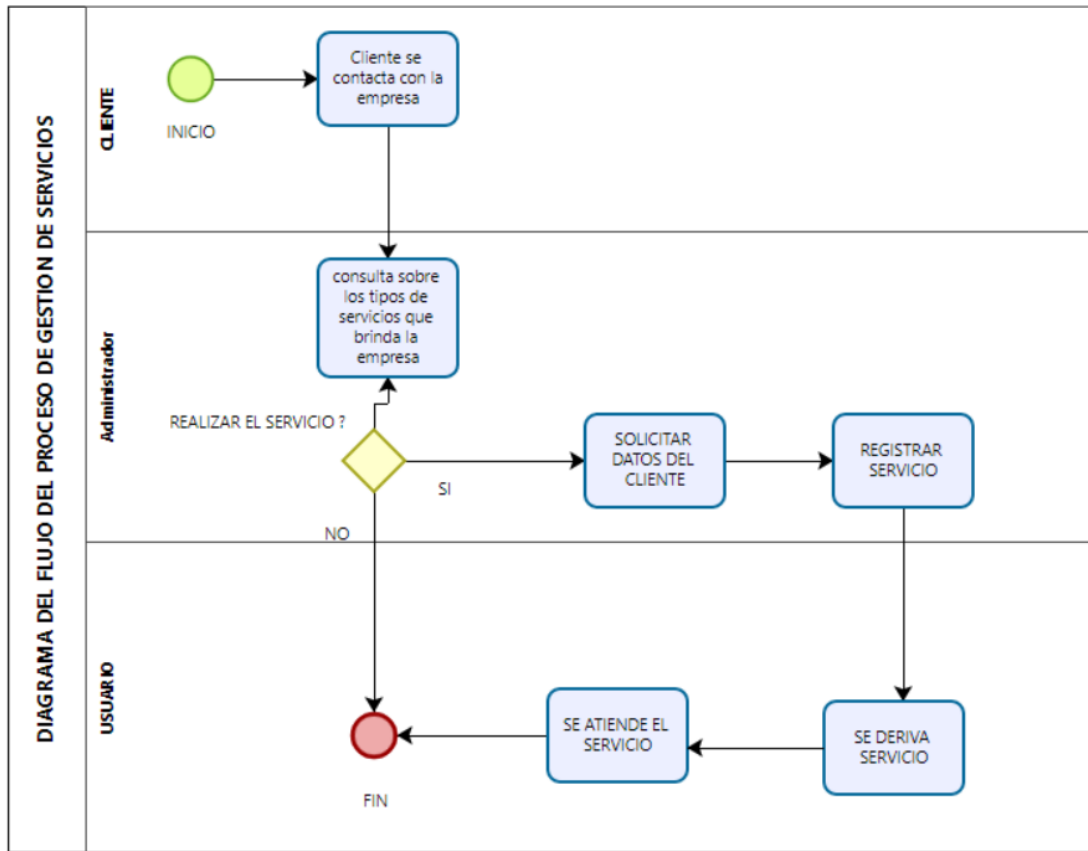 DIAGRAMA DEL FLUJO DEL PROCESO DE GESTION DE SERVICIOS
CLIENTE
INICIO
Cliente se
contacta con la
empresa
Administrador
consulta sobre
los tipos de
servicios que
brinda la
empresa
REALIZAR EL SERVICIO ?
SI
NO
SOLICITAR
DATOS DEL
CLIENTE
REGISTRAR
SERVICIO
USUARIO
SE DERIVA
SERVICIO
SE ATIENDE EL
SERVICIO
FIN